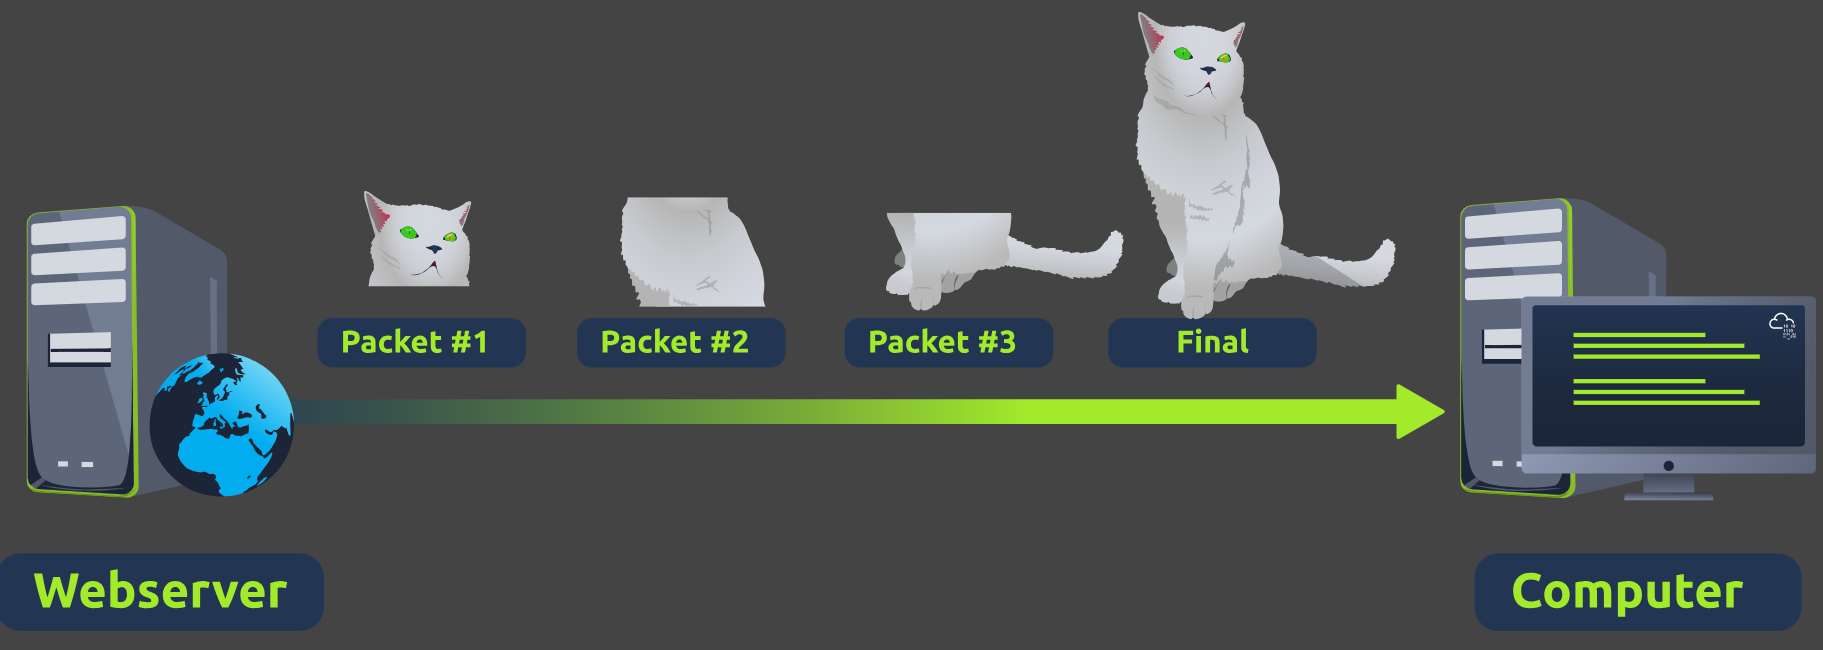 Packet #1
Packet #2
Packet #3
Final
Webserver
Computer